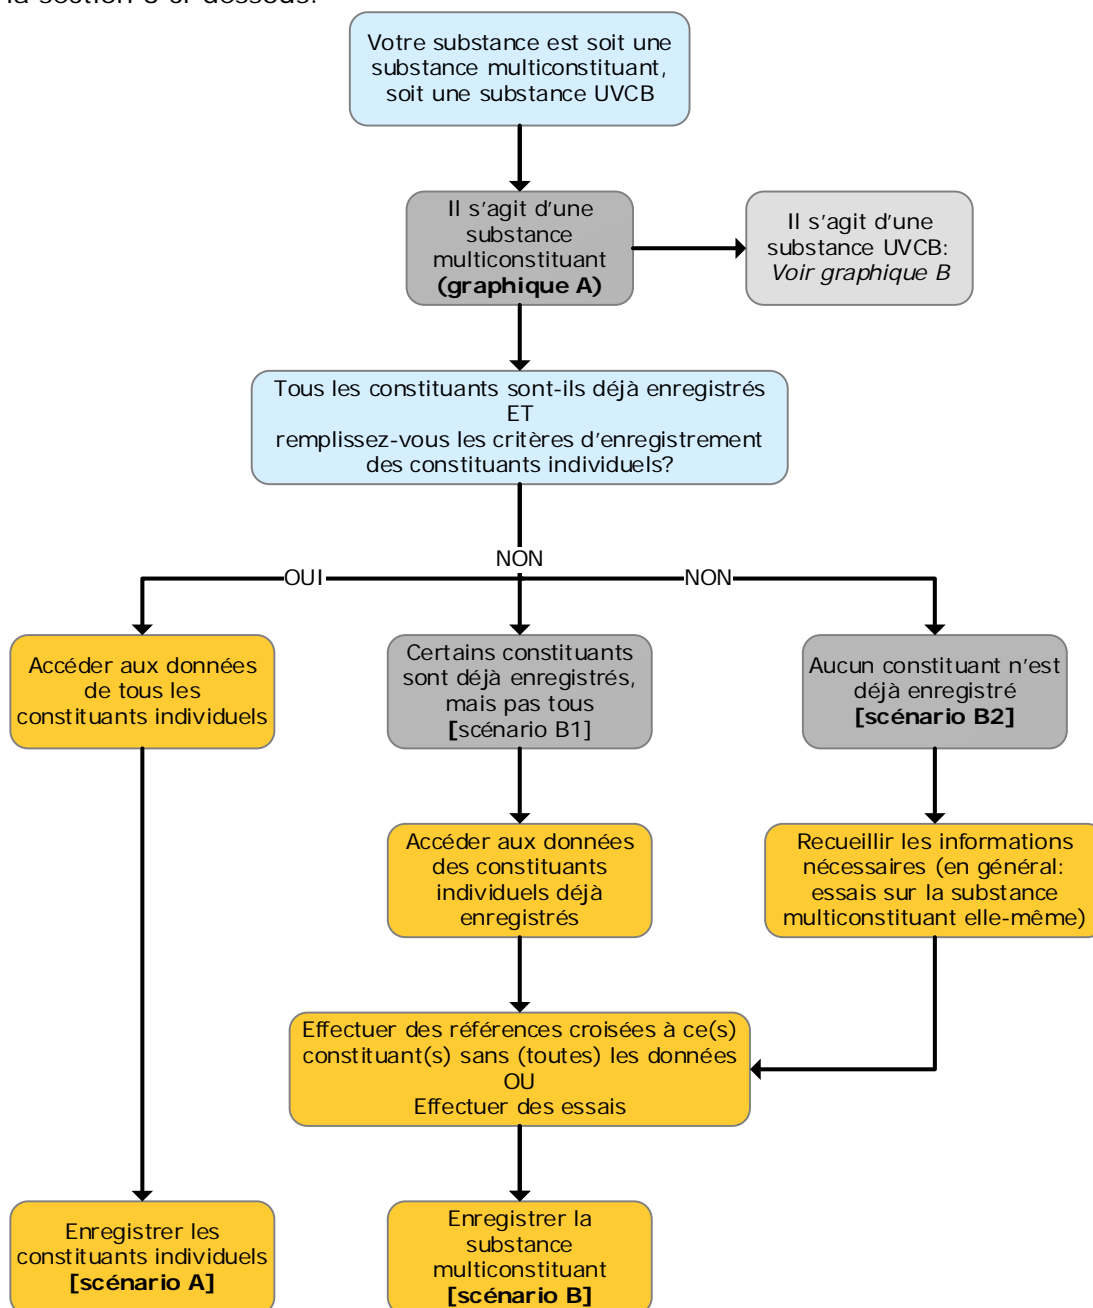 la section 8 ci-dessous.
Votre substance est soit une
substance multiconstituant,
soit une substance UVCB
Il s'agit d'une
substance
multiconstituant
(graphique A)
Il s'agit d'une
substance UVCB:
Voir graphique B
Tous les constituants sont-ils déjà enregistrés
ET
remplissez-vous les critères d'enregistrement
des constituants individuels?
NON
OUI
NON
Accéder aux données
de tous les
constituants individuels
Certains constituants
sont déjà enregistrés,
mais pas tous
[scénario B1]
Aucun constituant n'est
déjà enregistré
[scénario B2]
Accéder aux données
des constituants
individuels déjà
enregistrés
Recueillir les informations
nécessaires (en général:
essais sur la substance
multiconstituant elle-même)
Effectuer des références croisées à ce(s)
constituant(s) sans (toutes) les données
OU
Effectuer des essais
Enregistrer les
constituants individuels
[scénario A]
Enregistrer la
substance
multiconstituant
[scénario B]